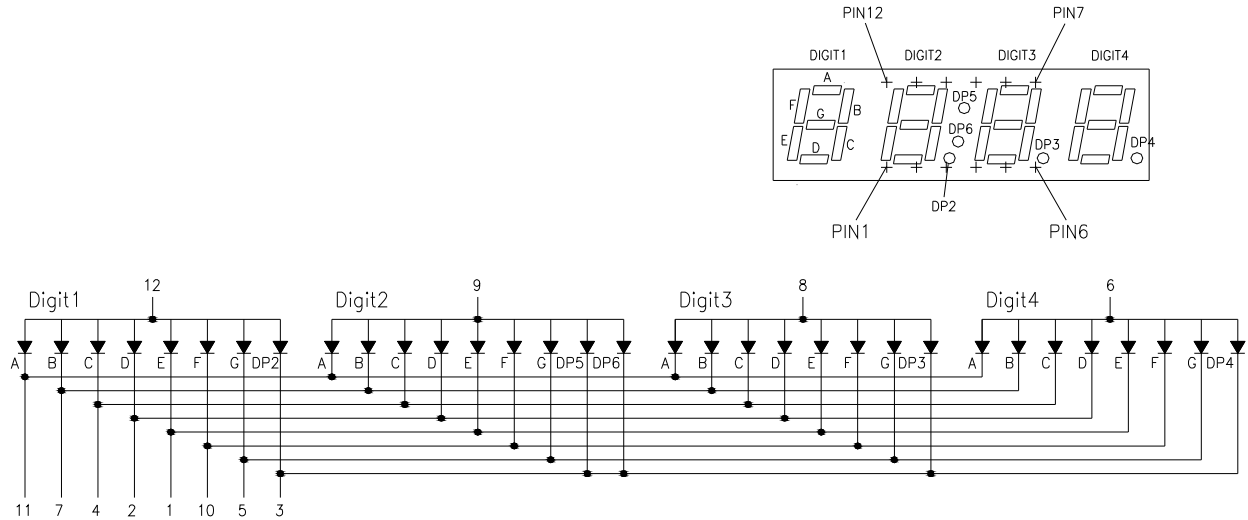 PIN12 PIN7
DIGIT1 DIGIT2 DIGIT3 DIGIT4
A
F B
G
E C
D
DP5
DP6
DP3 DP4
DP2
PIN1 PIN6
12 9 8 6
Digit1 Digit2 Digit3 Digit4
A B C D E F G DP2 A B C D E F G DP5 DP6 A B C D E F G DP3 A B C D E F G DP4
11 7 4 2 1 10 5 3